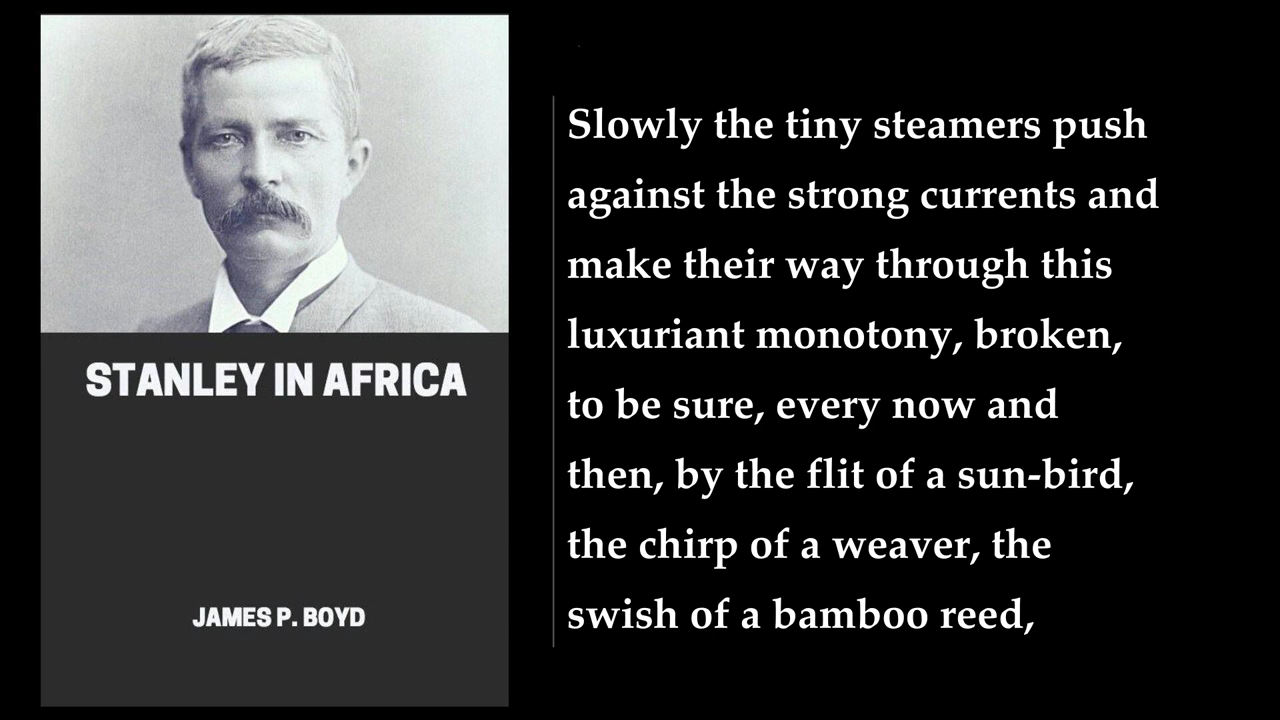 STANLEY IN AFRICA
JAMES P. BOYD
Slowly the tiny steamers push
against the strong currents and
make their way through this
luxuriant monotony, broken,
to be sure, every now and
then, by the flit of a sun-bird,
the chirp of a weaver, the
swish of a bamboo reed,